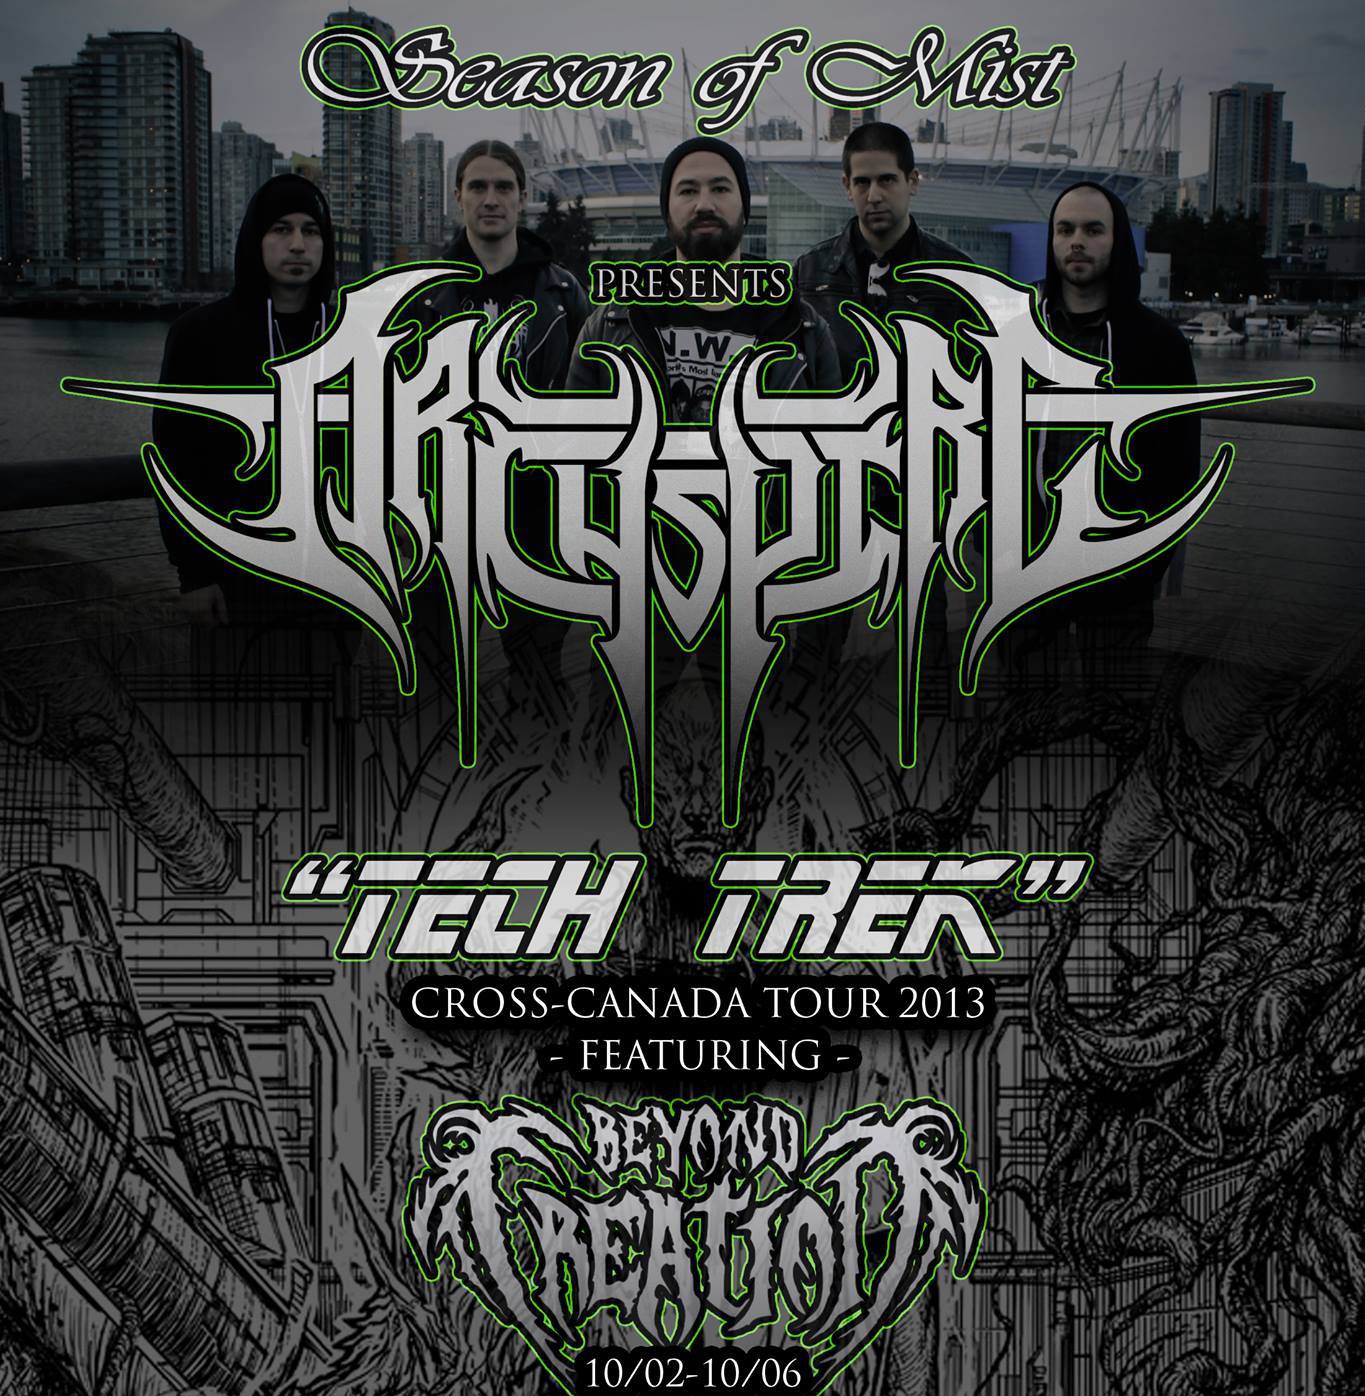 Season of Mist
PRESENTS
ARCHSPIRE
N.W.
"TECH TREK"
CROSS-CANADA TOUR 2013
- FEATURING -
BEYOND
CREATION
10/02-10/06